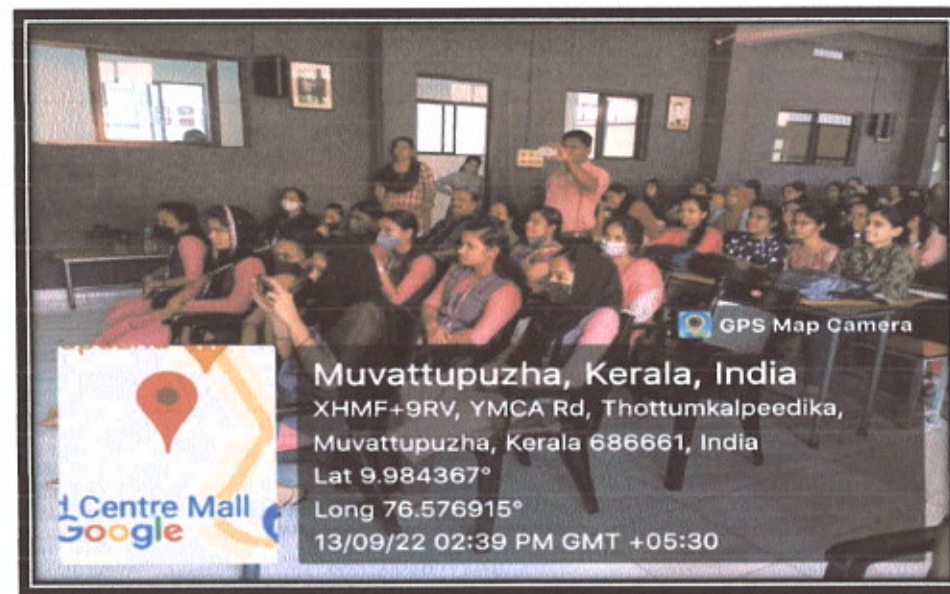 GPS Map Camera
Muvattupuzha, Kerala, India
XHMF+9RV, YMCA Rd, Thottumkalpeedika,
Muvattupuzha, Kerala 686661, India
Lat 9.984367°
Long 76.576915°
13/09/22 02:39 PM GMT +05:30
Centre Mall
Google